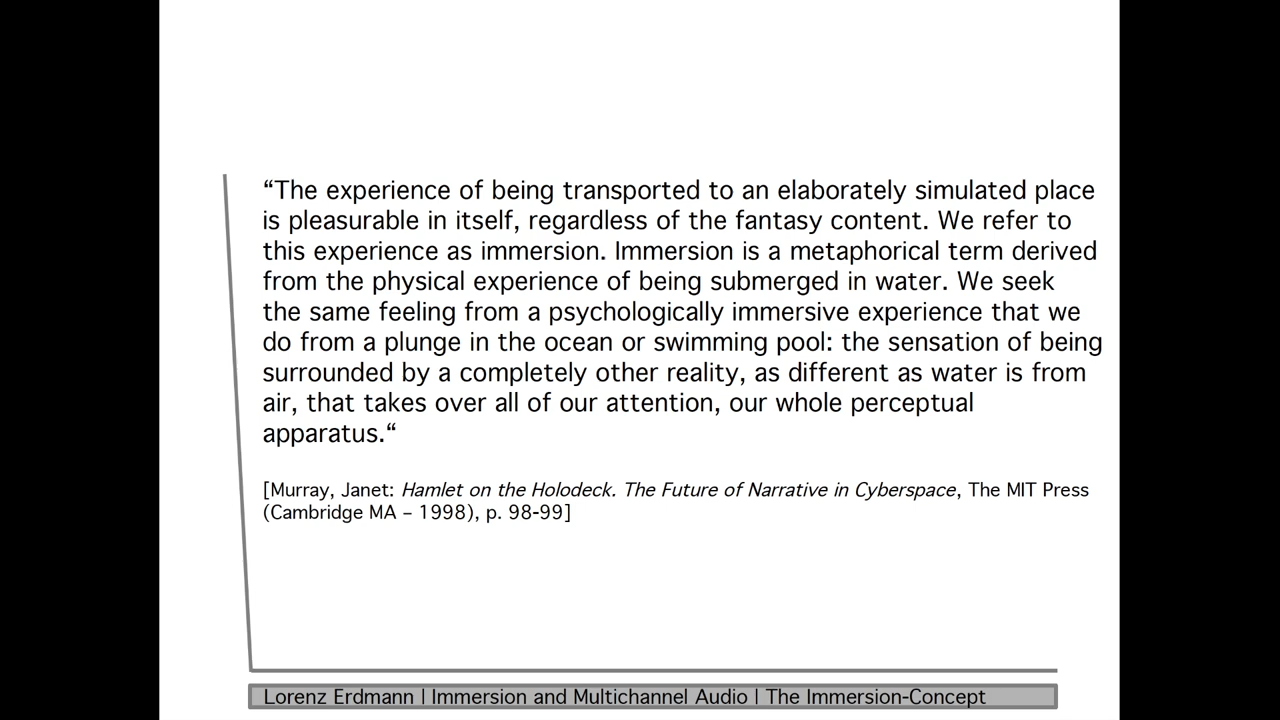 “The experience of being transported to an elaborately simulated place
is pleasurable in itself, regardless of the fantasy content. We refer to
this experience as immersion. Immersion is a metaphorical term derived
from the physical experience of being submerged in water. We seek
the same feeling from a psychologically immersive experience that we
do from a plunge in the ocean or swimming pool: the sensation of being
surrounded by a completely other reality, as different as water is from
air, that takes over all of our attention, our whole perceptual
apparatus.“
[Murray, Janet: Hamlet on the Holodeck. The Future of Narrative in Cyberspace, The MIT Press
(Cambridge MA – 1998), p. 98-99]
Lorenz Erdmann | Immersion and Multichannel Audio | The Immersion-Concept